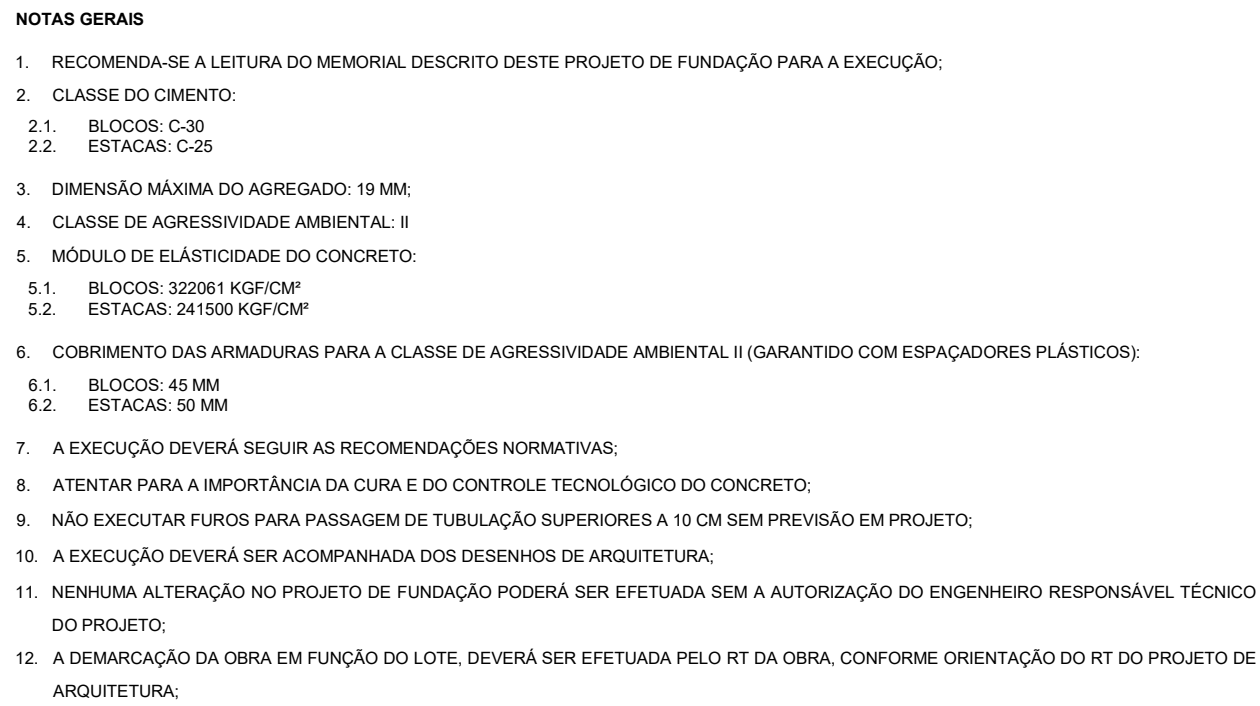 NOTAS GERAIS
1. RECOMENDA-SE A LEITURA DO MEMORIAL DESCRITO DESTE PROJETO DE FUNDAÇÃO PARA A EXECUÇÃO;
2. CLASSE DO CIMENTO:
2.1. BLOCOS: C-30
2.2. ESTACAS: C-25
3. DIMENSÃO MÁXIMA DO AGREGADO: 19 MM;
4. CLASSE DE AGRESSIVIDADE AMBIENTAL: II
5. MÓDULO DE ELÁSTICIDADE DO CONCRETO:
5.1. BLOCOS: 322061 KGF/CM²
5.2. ESTACAS: 241500 KGF/CM²
6. COBRIMENTO DAS ARMADURAS PARA A CLASSE DE AGRESSIVIDADE AMBIENTAL II (GARANTIDO COM ESPAÇADORES PLÁSTICOS):
6.1. BLOCOS: 45 MM
6.2. ESTACAS: 50 MM
7. A EXECUÇÃO DEVERÁ SEGUIR AS RECOMENDAÇÕES NORMATIVAS;
8. ATENTAR PARA A IMPORTÂNCIA DA CURA E DO CONTROLE TECNOLÓGICO DO CONCRETO;
9. NÃO EXECUTAR FUROS PARA PASSAGEM DE TUBULAÇÃO SUPERIORES A 10 CM SEM PREVISÃO EM PROJETO;
10. A EXECUÇÃO DEVERÁ SER ACOMPANHADA DOS DESENHOS DE ARQUITETURA;
11. NENHUMA ALTERAÇÃO NO PROJETO DE FUNDAÇÃO PODERÁ SER EFETUADA SEM A AUTORIZAÇÃO DO ENGENHEIRO RESPONSÁVEL TÉCNICO
DO PROJETO;
12. A DEMARCAÇÃO DA OBRA EM FUNÇÃO DO LOTE, DEVERÁ SER EFETUADA PELO RT DA OBRA, CONFORME ORIENTAÇÃO DO RT DO PROJETO DE
ARQUITETURA;